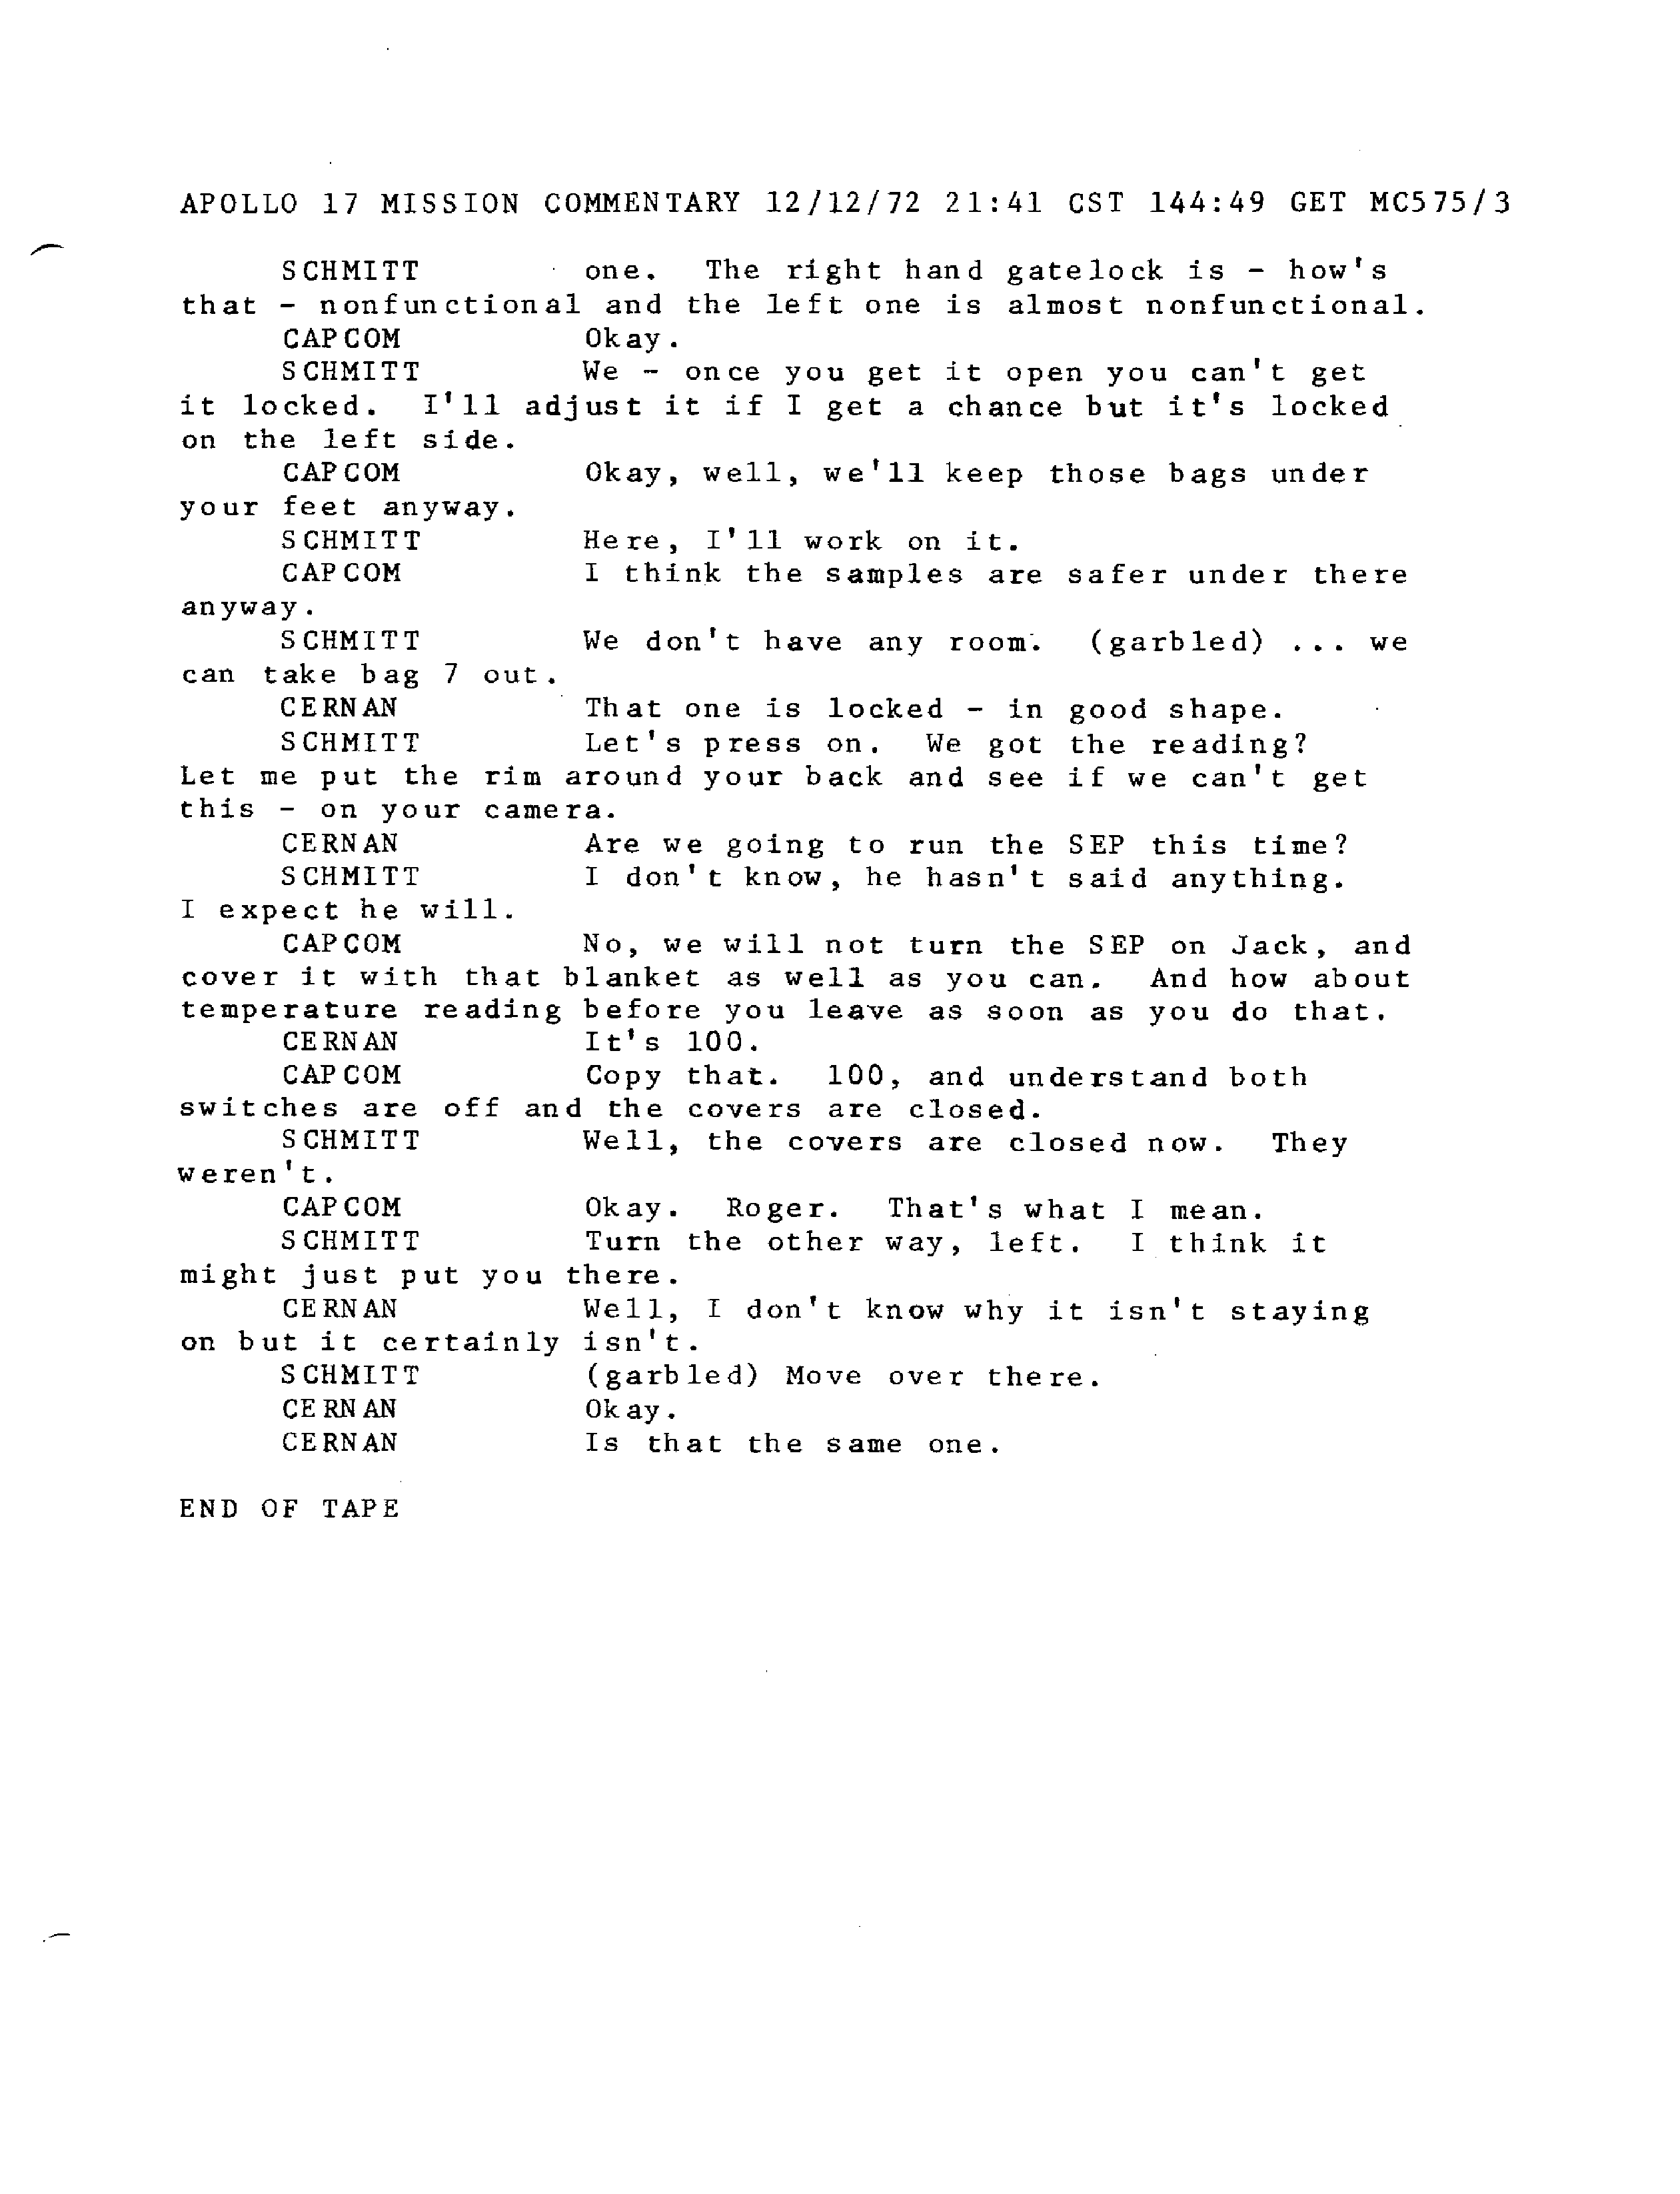 APOLLO 17 MISSION COMMENTARY 12/12/72 21:41 CST 144:49 GET MC575/3
SCHMITT one. The right hand gatelock is - how's
that - nonfunctional and the left one is almost nonfunctional.
CAPCOM Okay.
SCHMITT We - once you get it open you can't get
it locked. I'll adjust it if I get a chance but it's locked
on the left side.
CAPCOM Okay, well, we'll keep those bags under
your feet anyway.
SCHMITT Here, I'll work on it.
CAPCOM I think the samples are safer under there
anyway.
SCHMITT We don't have any room. (garbled) ... we
can take bag 7 out.
CERNAN That one is locked - in good shape.
SCHMITT Let's press on. We got the reading?
Let me put the rim around your back and see if we can't get
this - on your camera.
CERNAN Are we going to run the SEP this time?
SCHMITT I don't know, he hasn't said anything.
I expect he will.
CAPCOM No, we will not turn the SEP on Jack, and
cover it with that blanket as well as you can. And how about
temperature reading before you leave as soon as you do that.
CERNAN It's 100.
CAPCOM Copy that. 100, and understand both
switches are off and the covers are closed.
SCHMITT Well, the covers are closed now. They
weren't.
CAPCOM Okay. Roger. That's what I mean.
SCHMITT Turn the other way, left. I think it
might just put you there.
CERNAN Well, I don't know why it isn't staying
on but it certainly isn't.
SCHMITT (garbled) Move over there.
CERNAN Okay.
CERNAN Is that the same one.
END OF TAPE